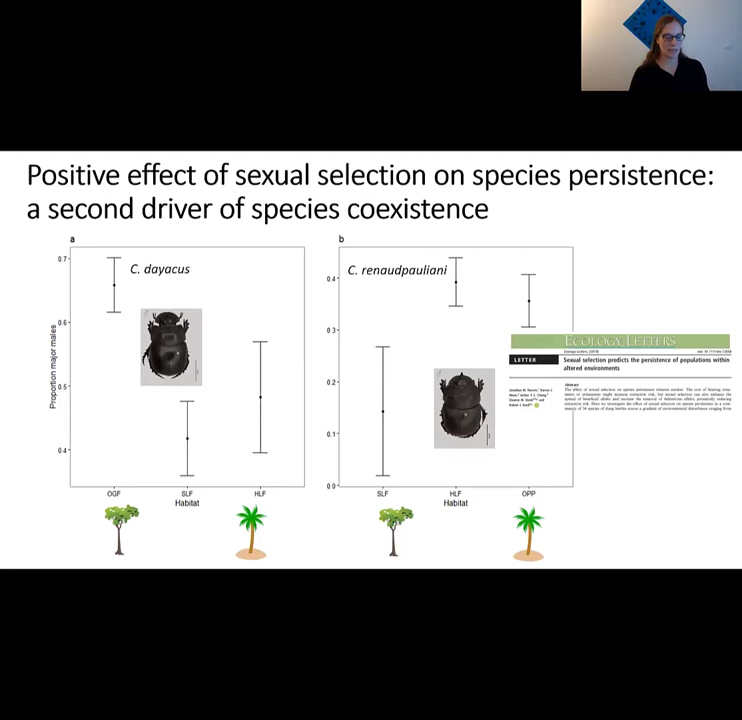 Positive effect of sexual selection on species persistence:
a second driver of species coexistence
a
C. dayacus
Proportion major males
0.7
0.6
0.5
0.4
OGF
SLF
HLF
Habitat
b
C. renaudpauliani
0.4
0.3
0.2
0.1
0.0
SLF
HLF
OPP
Habitat
ECOLOGY LETTERS
LETTER
Sexual selection predicts the persistence of populations within
altered environments
Abstract